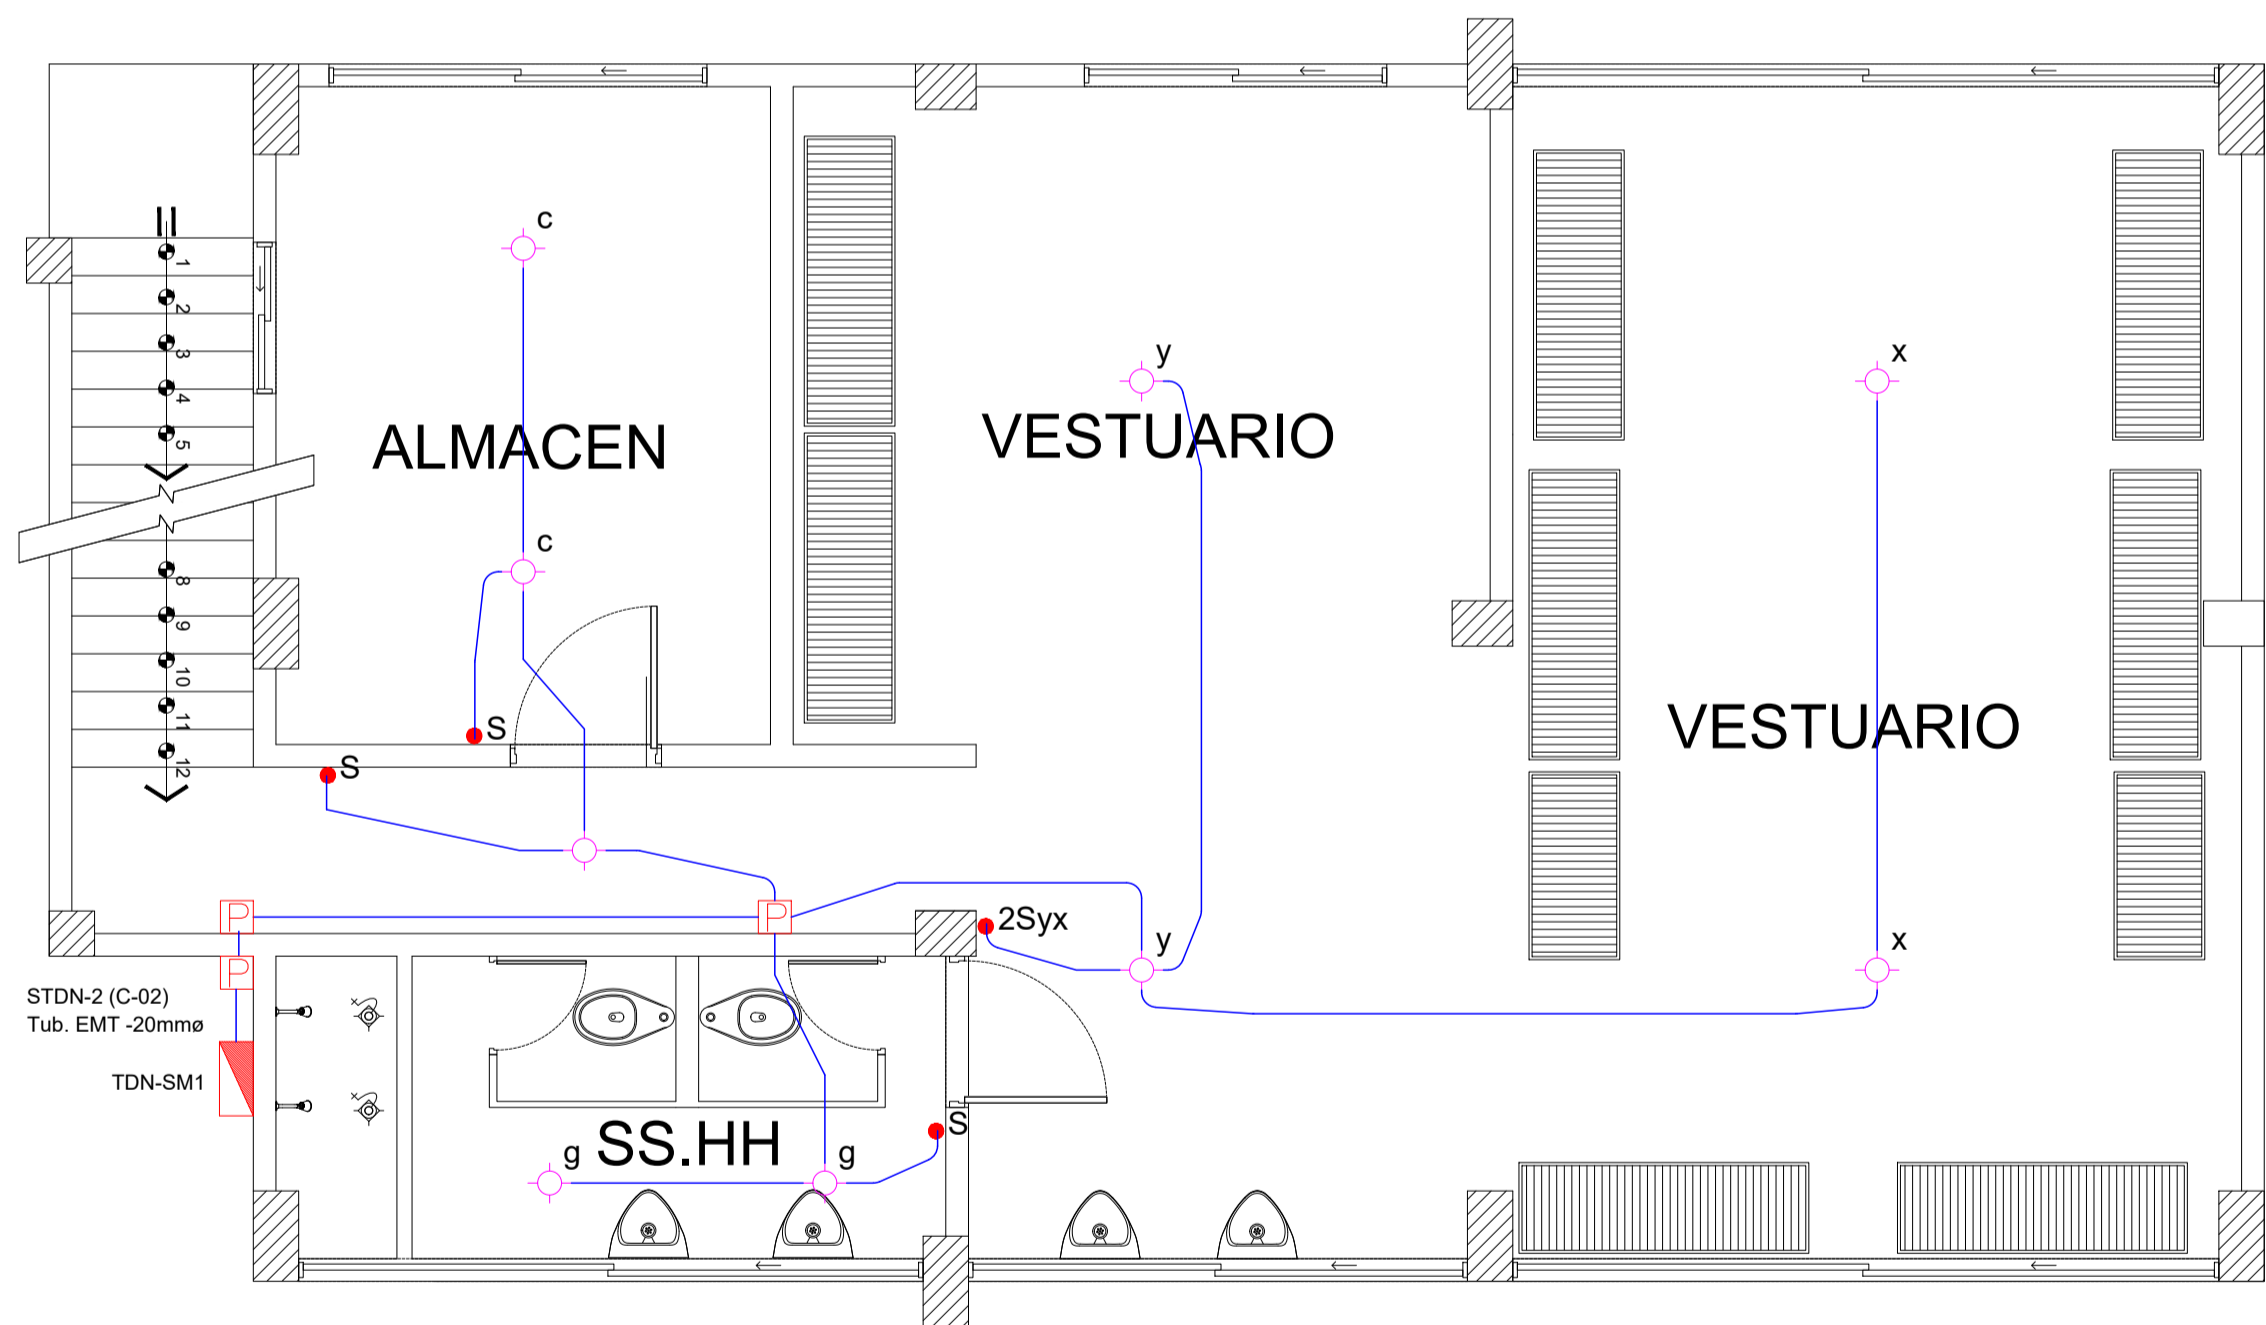 c
1
2
3
4
5
y
x
ALMACEN
VESTUARIO
c
8
9
10
11
12
S
S
VESTUARIO
P
P
2Syx
y
x
P
STDN-2 (C-02)
Tub. EMT -20mmø
TDN-SM1
SS.HH
S
g
g